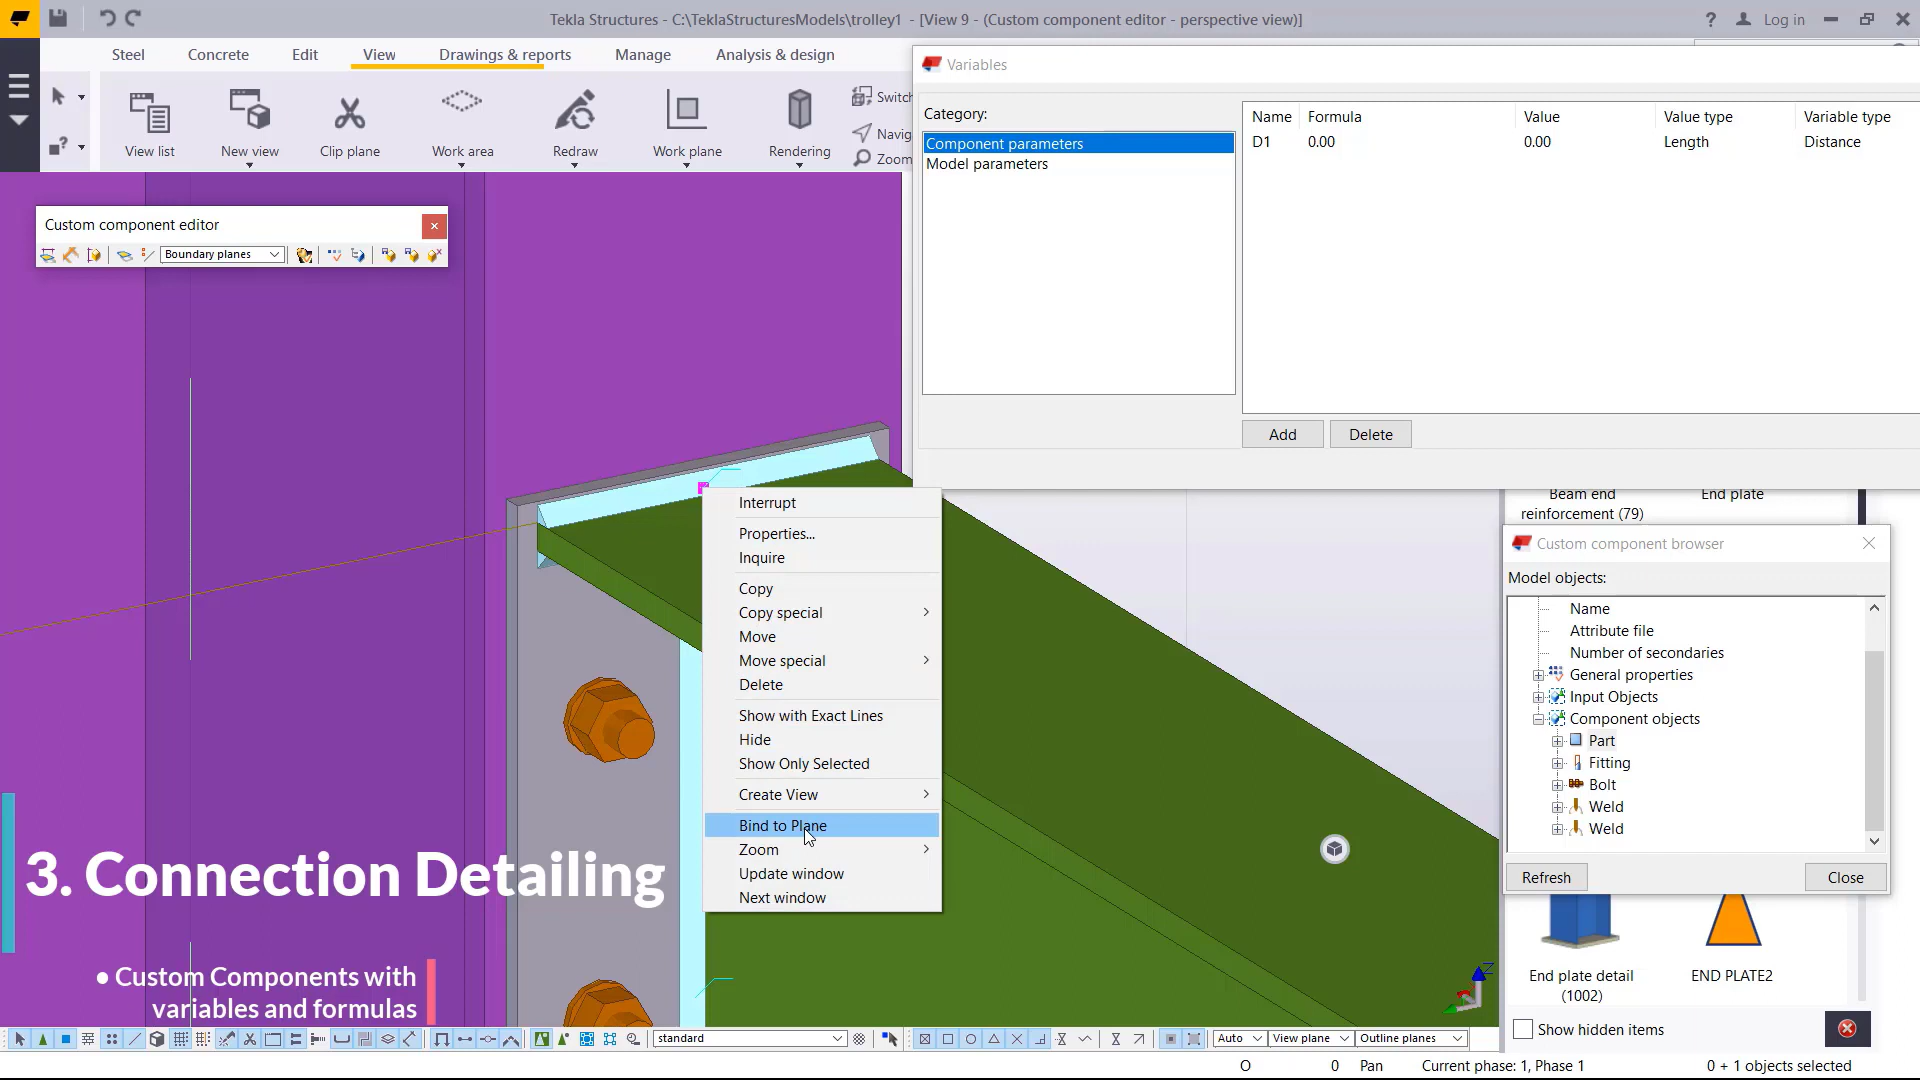 Tekla Structures - C:\TeklaStructuresModels\trolley1 - [View 9 - (Custom component editor - perspective view)]
? Log in
Steel Concrete Edit View Drawings & reports Manage Analysis & design
View list
New view
Clip plane
Work area
Redraw
Work plane
Rendering
Switch
Navig
Zoom
Variables
Category:
Component parameters
Model parameters
Name Formula Value Value type Variable type
D1 0.00 0.00 Length Distance
Add Delete
Custom component editor
Boundary planes
Interrupt
Properties...
Inquire
Copy
Copy special
Move
Move special
Delete
Show with Exact Lines
Hide
Show Only Selected
Create View
Bind to Plane
Zoom
Update window
Next window
Beam end
reinforcement (79)
End plate
Custom component browser
Model objects:
Name
Attribute file
Number of secondaries
General properties
Input Objects
Component objects
Part
Fitting
Bolt
Weld
Weld
Refresh Close
End plate detail
(1002)
END PLATE2
Show hidden items
3. Connection Detailing
• Custom Components with
variables and formulas
Z
standard
Auto View plane Outline planes
O 0 Pan Current phase: 1, Phase 1 0 + 1 objects selected